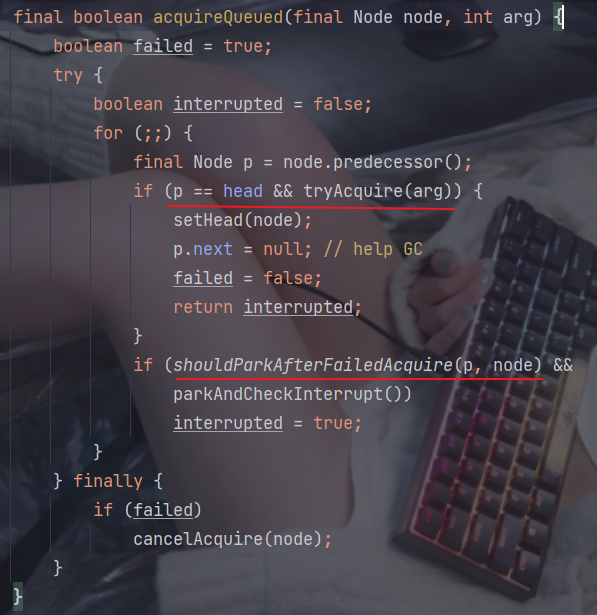 final boolean acquireQueued(final Node node, int arg) {
    boolean failed = true;
    try {
        boolean interrupted = false;
        for (;;) {
            final Node p = node.predecessor();
            if (p == head && tryAcquire(arg)) {
                setHead(node);
                p.next = null; // help GC
                failed = false;
                return interrupted;
            }
            if (shouldParkAfterFailedAcquire(p, node) &&
                parkAndCheckInterrupt())
                interrupted = true;
        }
    } finally {
        if (failed)
            cancelAcquire(node);
    }
}